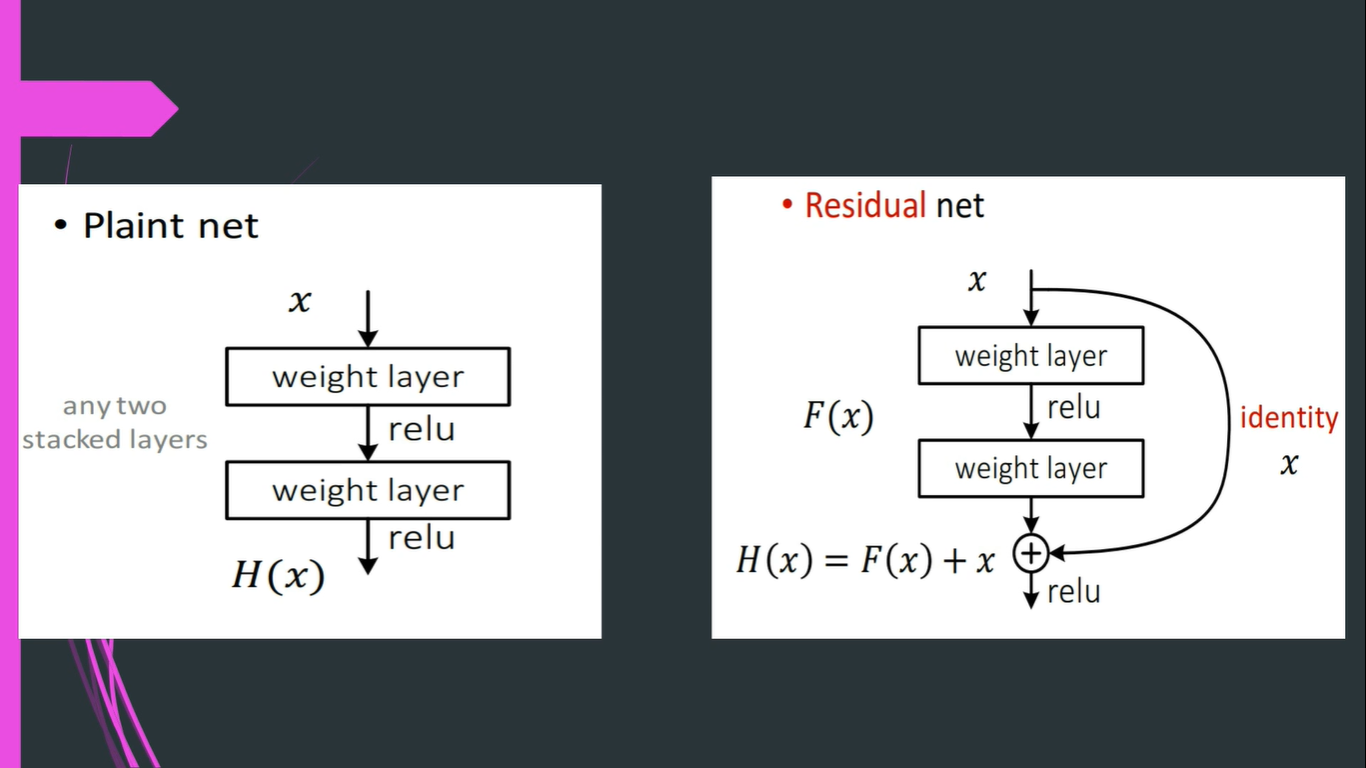 • Plaint net
x
weight layer
any two
stacked layers
relu
weight layer
relu
H(x)
• Residual net
x
weight layer
F(x)
relu
identity
x
weight layer
H(x) = F(x) + x
+
relu